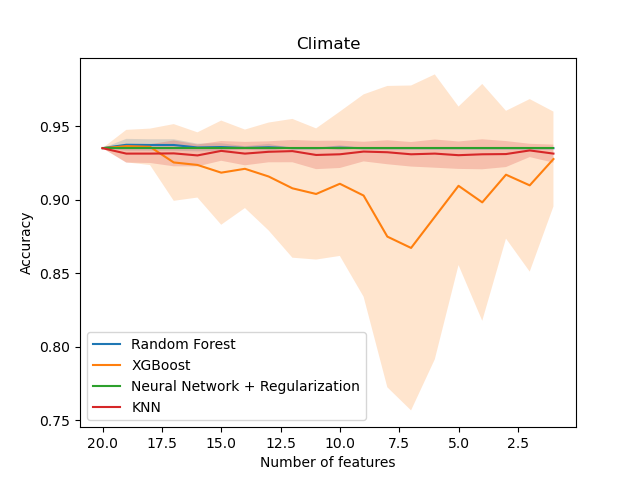 Climate
Accuracy
0.95
0.90
0.85
0.80
0.75
Random Forest
XGBoost
Neural Network + Regularization
KNN
20.0 17.5 15.0 12.5 10.0 7.5 5.0 2.5
Number of features